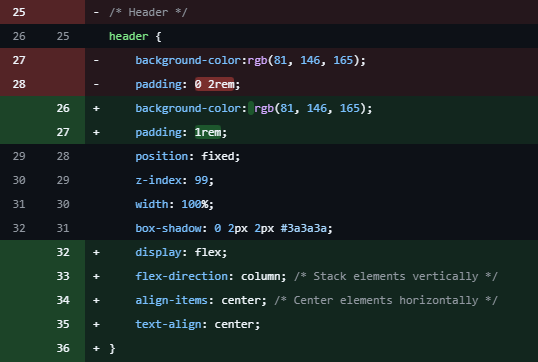 25 - /* Header */
26 25 header {
27 - background-color:rgb(81, 146, 165);
28 - padding: 0 2rem;
26 + background-color: rgb(81, 146, 165);
27 + padding: 1rem;
29 28 position: fixed;
30 29 z-index: 99;
31 30 width: 100%;
32 31 box-shadow: 0 2px 2px #3a3a3a;
32 + display: flex;
33 + flex-direction: column; /* Stack elements vertically */
34 + align-items: center; /* Center elements horizontally */
35 + text-align: center;
36 + }